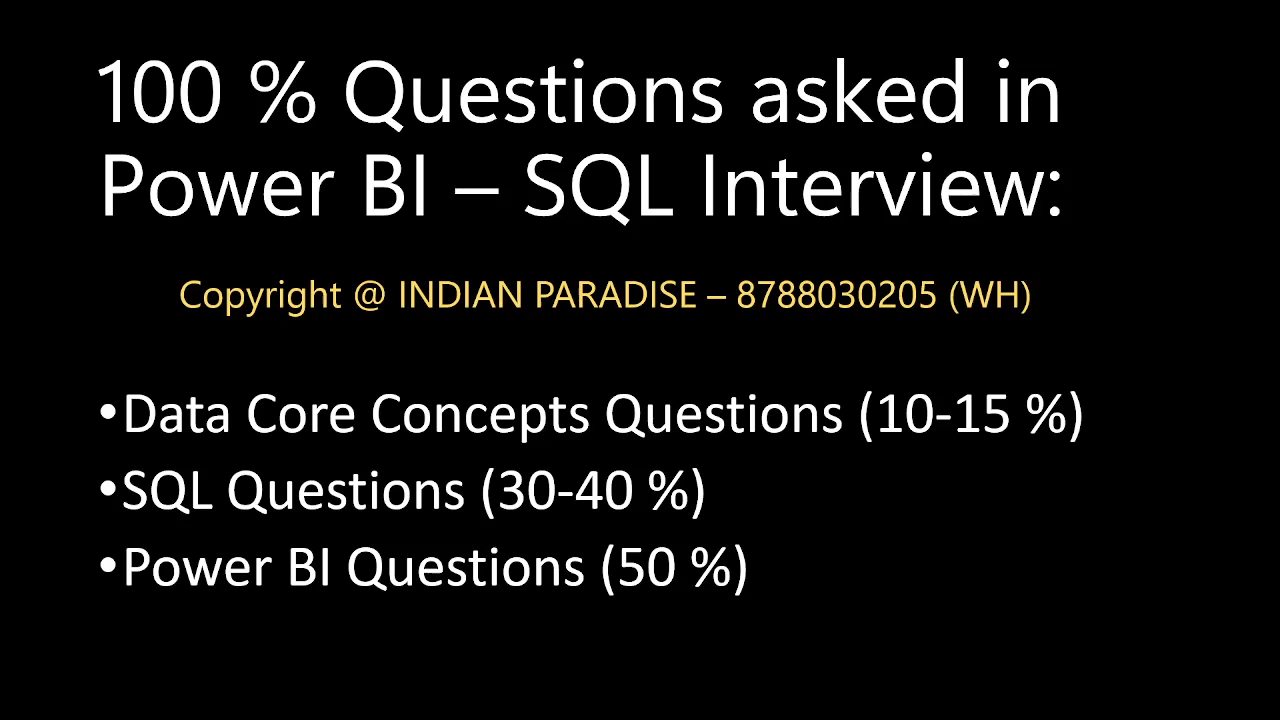 100 % Questions asked in
Power BI – SQL Interview:
Copyright @ INDIAN PARADISE – 8788030205 (WH)
•Data Core Concepts Questions (10-15 %)
•SQL Questions (30-40 %)
•Power BI Questions (50 %)